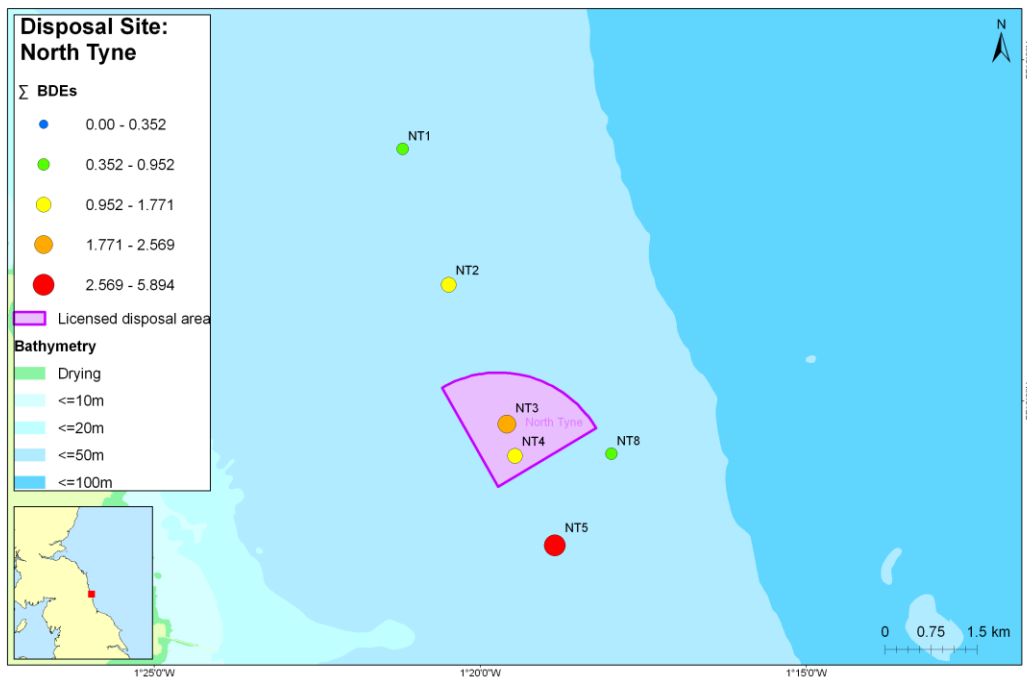 Disposal Site:
North Tyne
∑ BDEs
0.00 - 0.352
0.352 - 0.952
0.952 - 1.771
1.771 - 2.569
2.569 - 5.894
Licensed disposal area
Bathymetry
Drying
<=10m
<=20m
<=50m
<=100m
N
NT1
NT2
NT3
North Tyne
NT4
NT8
NT5
0 0.75 1.5 km
1°25'0"W 1°20'0"W 1°15'0"W